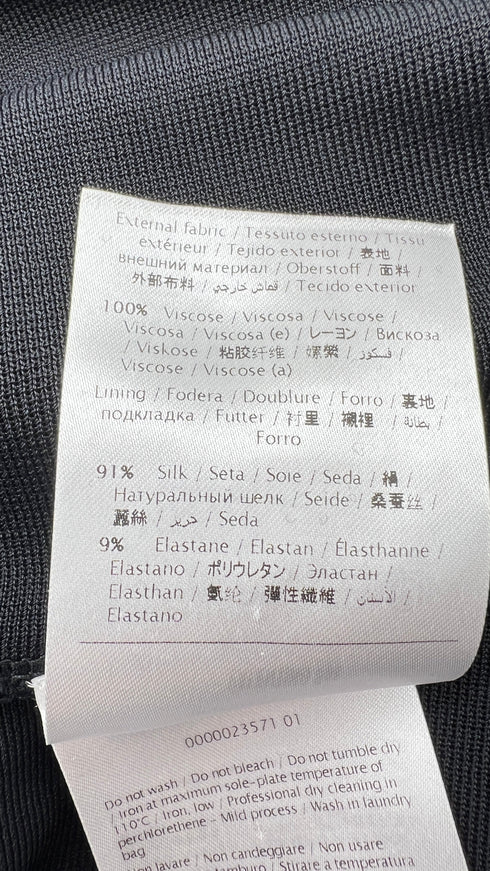 External fabric / Tessuto esterno / Tissu
extérieur / Tejido exterior / 表地 /
внешний материал / Oberstoff / 面料 /
外部布料 / قماش خارجي / Tecido exterior
100% Viscose / Viscosa / Viscose /
Viscosa / Viscosa (e) / レーヨン / Вискоза
/ Viskose / 粘胶纤维 / 嫘縈 / فسكوز /
Viscose / Viscose (a)
Lining / Fodera / Doublure / Forro / 裏地 /
подкладка / Futter / 衬里 / 襯裡 / بطانة /
Forro
91% Silk / Seta / Soie / Seda / 絹 /
Натуральный шелк / Seide / 桑蚕丝 /
蠶絲 / حرير / Seda
9% Elastane / Elastan / Élasthanne /
Elastano / ポリウレタン / Эластан /
Elasthan / 氨纶 / 彈性纖維 / الأستان /
Elastano
0000023571 01
Do not wash / Do not bleach / Do not tumble dry
/ Iron at maximum sole-plate temperature of
110°C / Iron, low / Professional dry cleaning in
perchlorethene - Mild process / Wash in laundry
bag
Non lavare / Non candeggiare / Non usare
tamburo / Stirare a temperatura